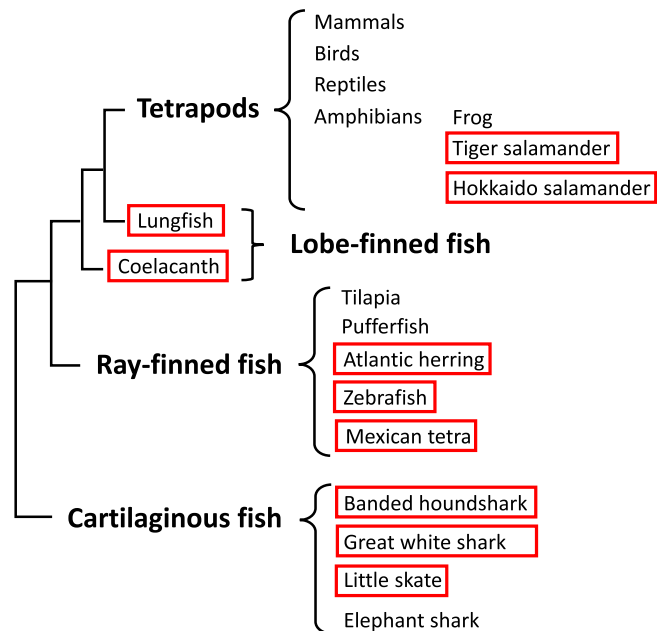 Mammals
Birds
Reptiles
Tetrapods
Amphibians Frog
Tiger salamander
Hokkaido salamander
Lungfish
Lobe-finned fish
Coelacanth
Tilapia
Pufferfish
Ray-finned fish
Atlantic herring
Zebrafish
Mexican tetra
Banded houndshark
Cartilaginous fish
Great white shark
Little skate
Elephant shark